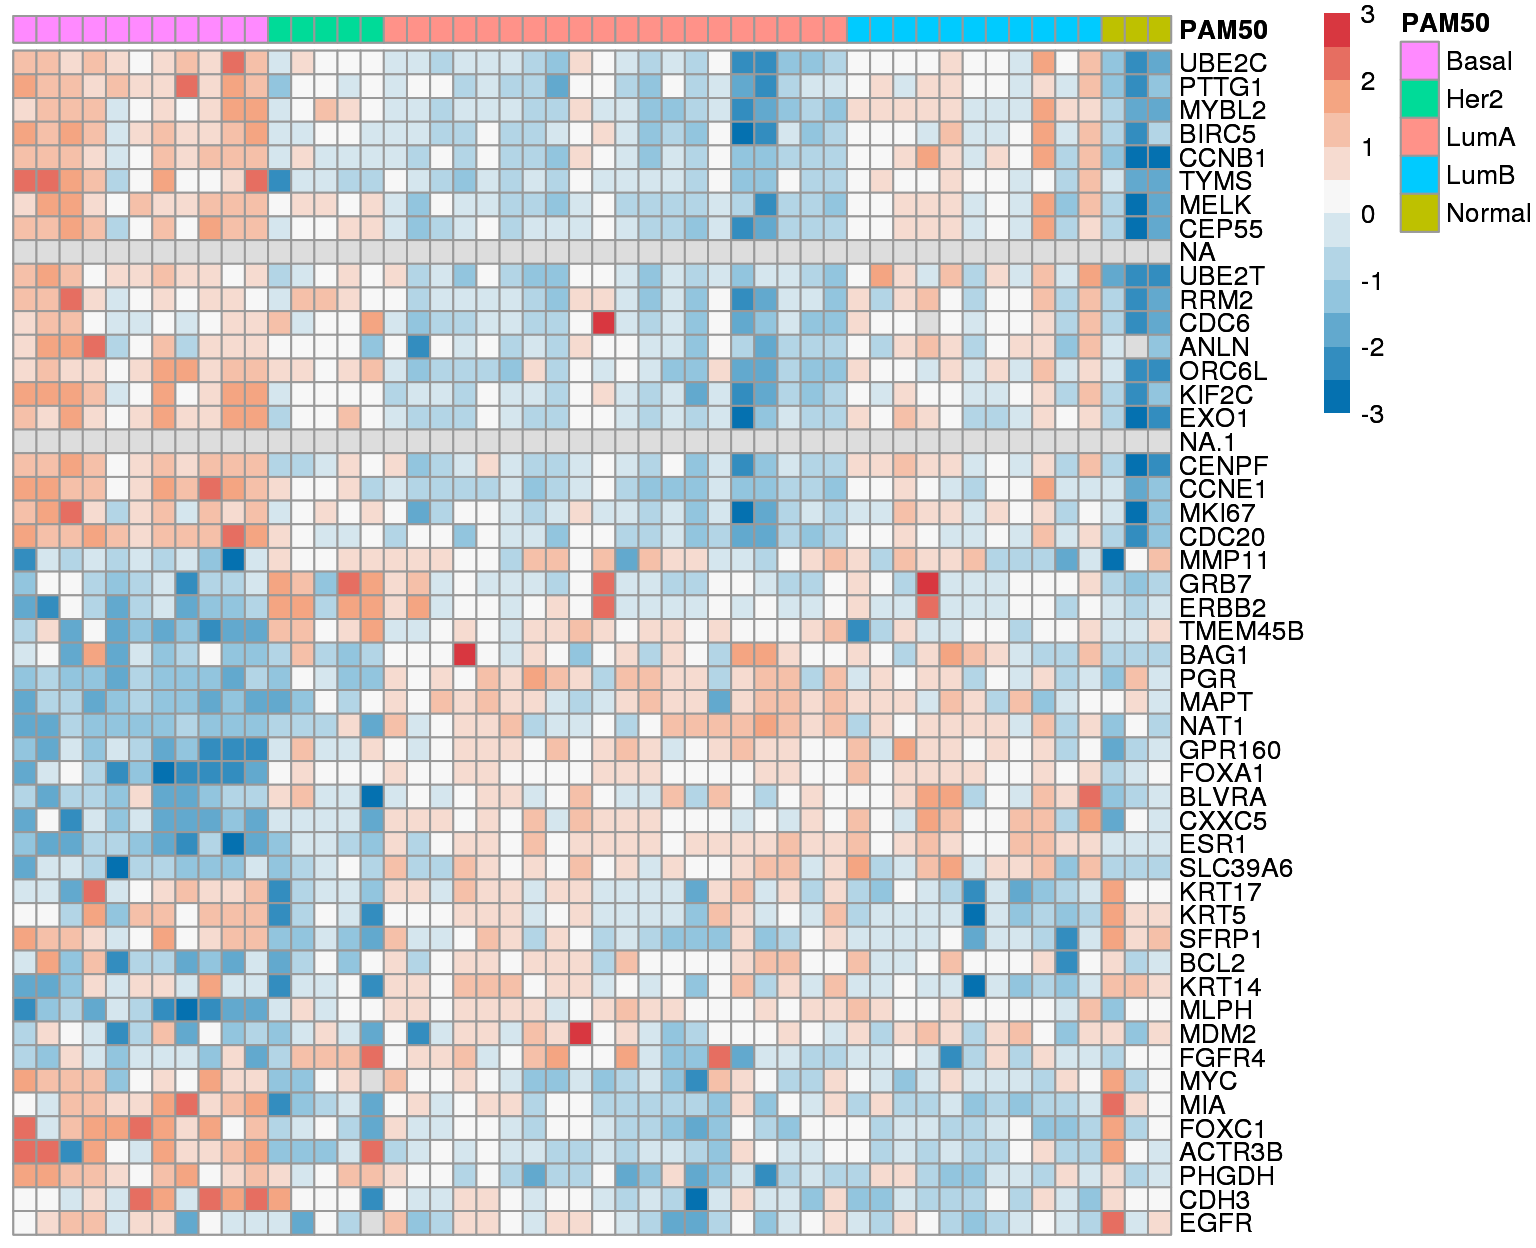 PAM50
UBE2C
PTTG1
MYBL2
BIRC5
CCNB1
TYMS
MELK
CEP55
NA
UBE2T
RRM2
CDC6
ANLN
ORC6L
KIF2C
EXO1
NA.1
CENPF
CCNE1
MKI67
CDC20
MMP11
GRB7
ERBB2
TMEM45B
BAG1
PGR
MAPT
NAT1
GPR160
FOXA1
BLVRA
CXXC5
ESR1
SLC39A6
KRT17
KRT5
SFRP1
BCL2
KRT14
MLPH
MDM2
FGFR4
MYC
MIA
FOXC1
ACTR3B
PHGDH
CDH3
EGFR
3
2
1
0
-1
-2
-3
PAM50
Basal
Her2
LumA
LumB
Normal